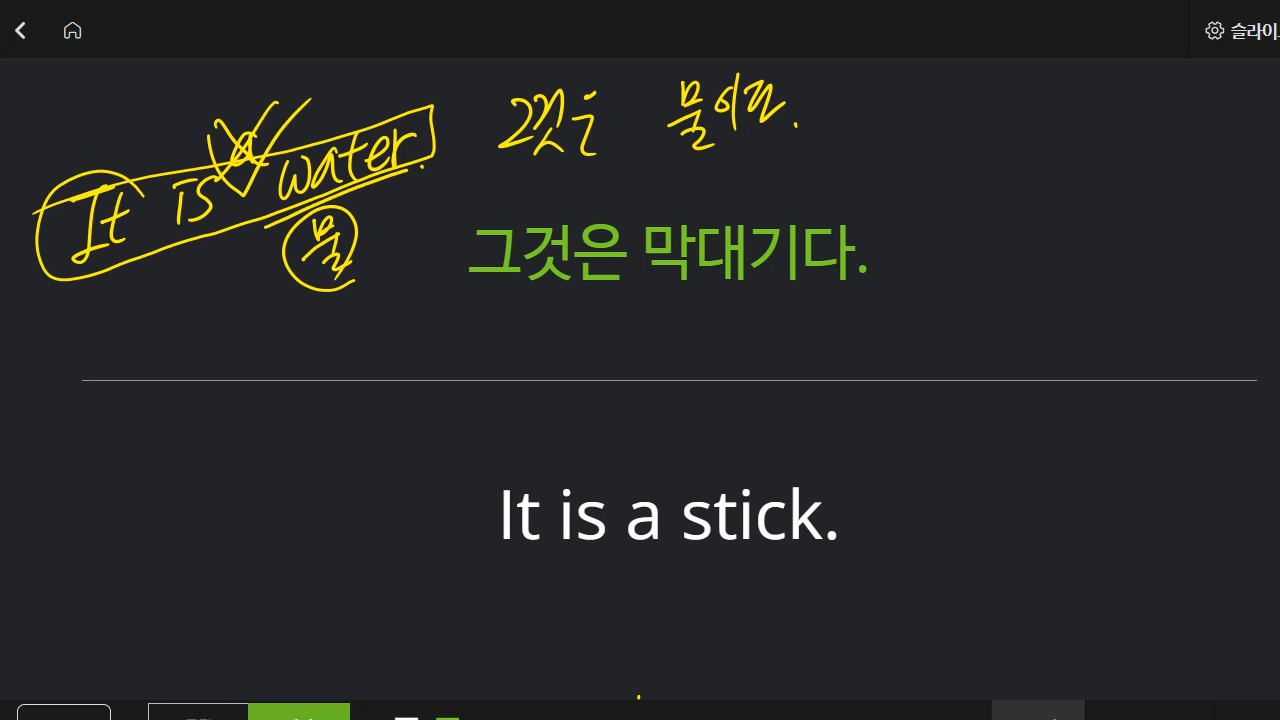 슬라이
그것은 물이다.
It is a water.
물
그것은 막대기다.
It is a stick.